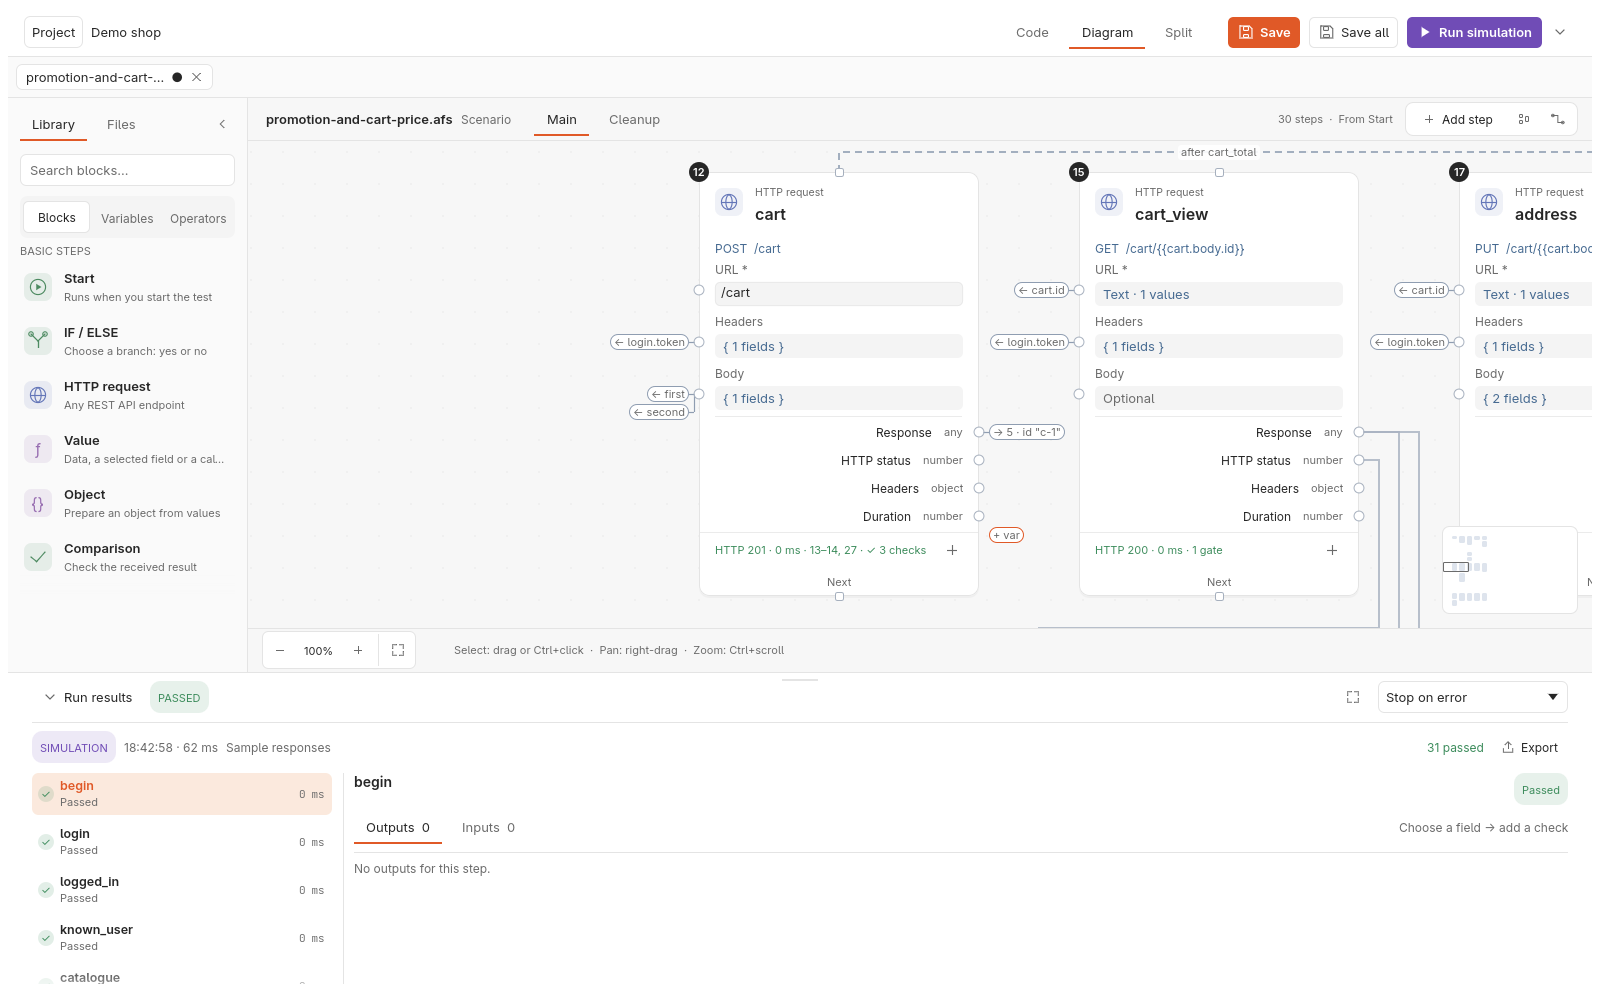 Project Demo shop Code Diagram Split Save Save all Run simulation
promotion-and-cart-...
Library Files
promotion-and-cart-price.afs Scenario Main Cleanup 30 steps · From Start Add step
Search blocks...
Blocks Variables Operators
BASIC STEPS
Start
Runs when you start the test
IF / ELSE
Choose a branch: yes or no
HTTP request
Any REST API endpoint
Value
Data, a selected field or a cal...
Object
Prepare an object from values
Comparison
Check the received result
after cart_total
12
HTTP request
cart
POST /cart
URL *
/cart
Headers
← login.token
{ 1 fields }
Body
← first
{ 1 fields }
← second
Response any
→ 5 · id "c-1"
HTTP status number
Headers object
Duration number
+ var
HTTP 201 · 0 ms · 13–14, 27 · ✓ 3 checks
Next
15
HTTP request
cart_view
GET /cart/{{cart.body.id}}
URL *
← cart.id
Text · 1 values
Headers
← login.token
{ 1 fields }
Body
Optional
Response any
HTTP status number
Headers object
Duration number
HTTP 200 · 0 ms · 1 gate
Next
17
HTTP request
address
PUT /cart/{{cart.boc
URL *
← cart.id
Text · 1 values
Headers
← login.token
{ 1 fields }
Body
{ 2 fields }
100%
Select: drag or Ctrl+click · Pan: right-drag · Zoom: Ctrl+scroll
Run results PASSED Stop on error
SIMULATION 18:42:58 · 62 ms Sample responses 31 passed Export
begin
Passed
0 ms
login
Passed
0 ms
logged_in
Passed
0 ms
known_user
Passed
0 ms
catalogue
begin
Passed
Outputs 0 Inputs 0 Choose a field → add a check
No outputs for this step.